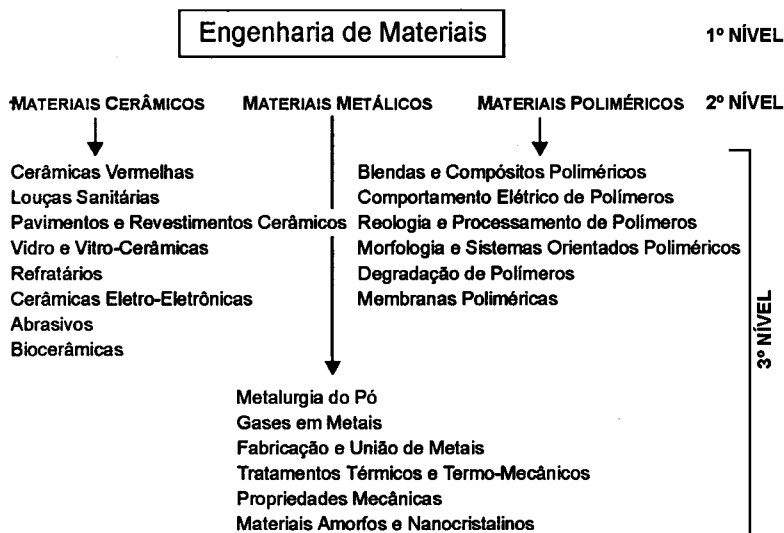 Engenharia de Materiais
1º NÍVEL
MATERIAIS CERÂMICOS
MATERIAIS METÁLICOS
MATERIAIS POLIMÉRICOS
2º NÍVEL
Cerâmicas Vermelhas
Louças Sanitárias
Pavimentos e Revestimentos Cerâmicos
Vidro e Vitro-Cerâmicas
Refratários
Cerâmicas Eletro-Eletrônicas
Abrasivos
Biocerâmicas
Blendas e Compósitos Poliméricos
Comportamento Elétrico de Polímeros
Reologia e Processamento de Polímeros
Morfologia e Sistemas Orientados Poliméricos
Degradação de Polímeros
Membranas Poliméricas
Metalurgia do Pó
Gases em Metais
Fabricação e União de Metais
Tratamentos Térmicos e Termo-Mecânicos
Propriedades Mecânicas
Materiais Amorfos e Nanocristalinos
3º NÍVEL